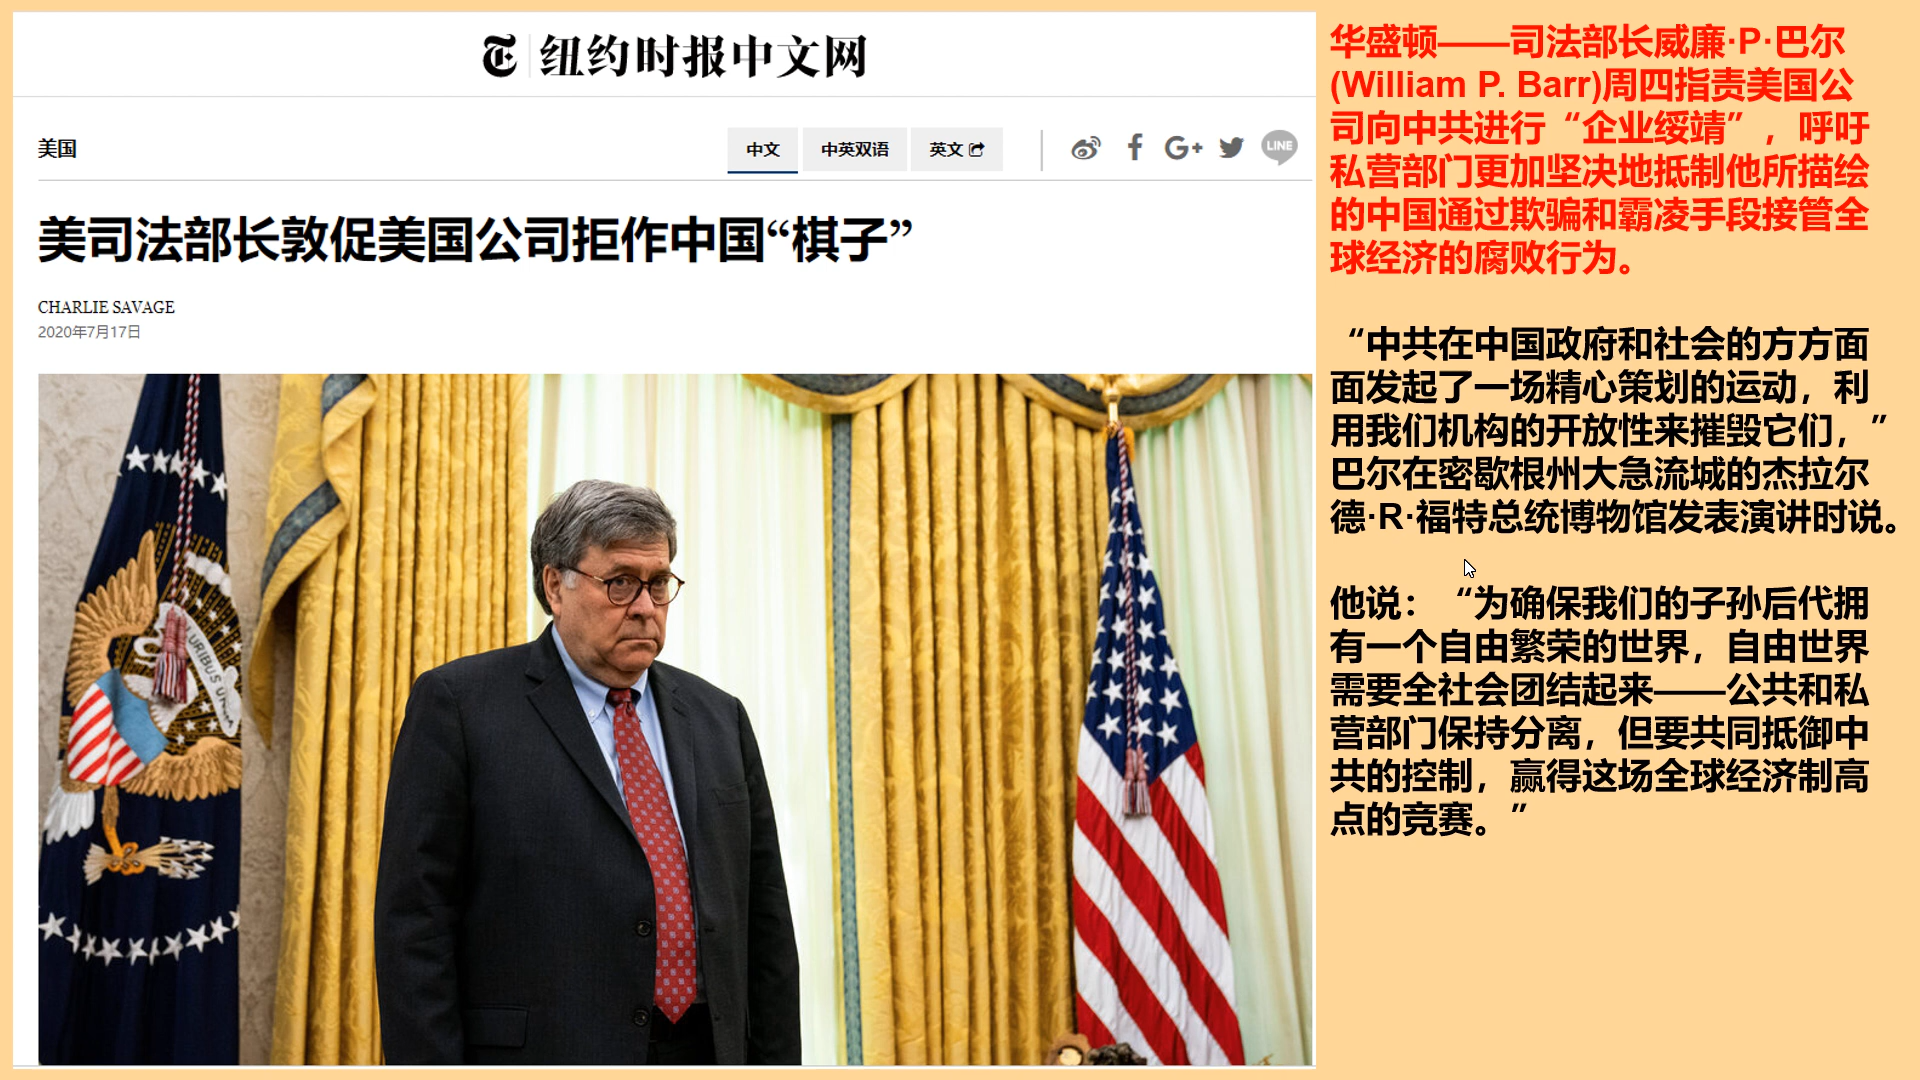 纽约时报中文网
美国
中文
中英双语
英文
G+
LINE
美司法部长敦促美国公司拒作中国“棋子”
CHARLIE SAVAGE
2020年7月17日
URIBUS UN
华盛顿——司法部长威廉·P·巴尔
(William P. Barr)周四指责美国公
司向中共进行“企业绥靖”，呼吁
私营部门更加坚决地抵制他所描绘
的中国通过欺骗和霸凌手段接管全
球经济的腐败行为。
“中共在中国政府和社会的方方面
面发起了一场精心策划的运动，利
用我们机构的开放性来摧毁它们，”
巴尔在密歇根州大急流城的杰拉尔
德·R·福特总统博物馆发表演讲时说。
他说：“为确保我们的子孙后代拥
有一个自由繁荣的世界，自由世界
需要全社会团结起来——公共和私
营部门保持分离，但要共同抵御中
共的控制，赢得这场全球经济制高
点的竞赛。”